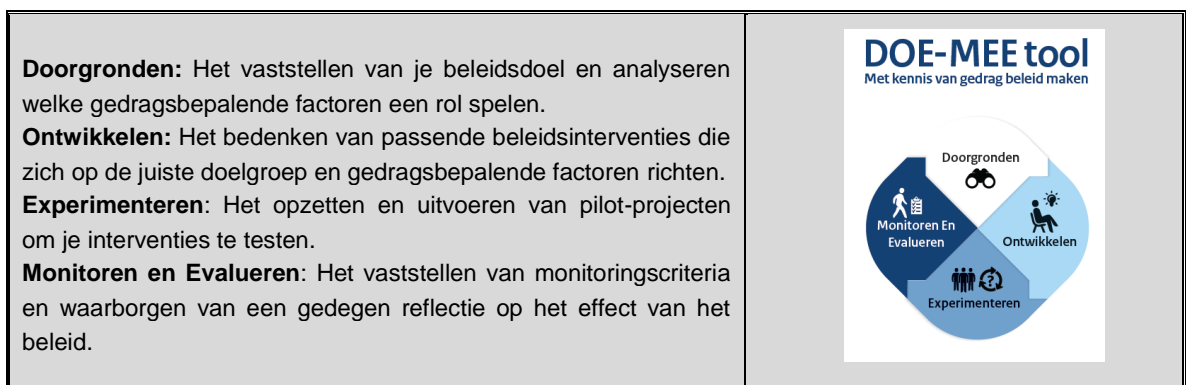 Doorgronden: Het vaststellen van je beleidsdoel en analyseren
welke gedragsbepalende factoren een rol spelen.
Ontwikkelen: Het bedenken van passende beleidsinterventies die
zich op de juiste doelgroep en gedragsbepalende factoren richten.
Experimenteren: Het opzetten en uitvoeren van pilot-projecten
om je interventies te testen.
Monitoren en Evalueren: Het vaststellen van monitoringscriteria
en waarborgen van een gedegen reflectie op het effect van het
beleid.
DOE-MEE tool
Met kennis van gedrag beleid maken
Doorgronden
Monitoren En
Evalueren
Ontwikkelen
Experimenteren